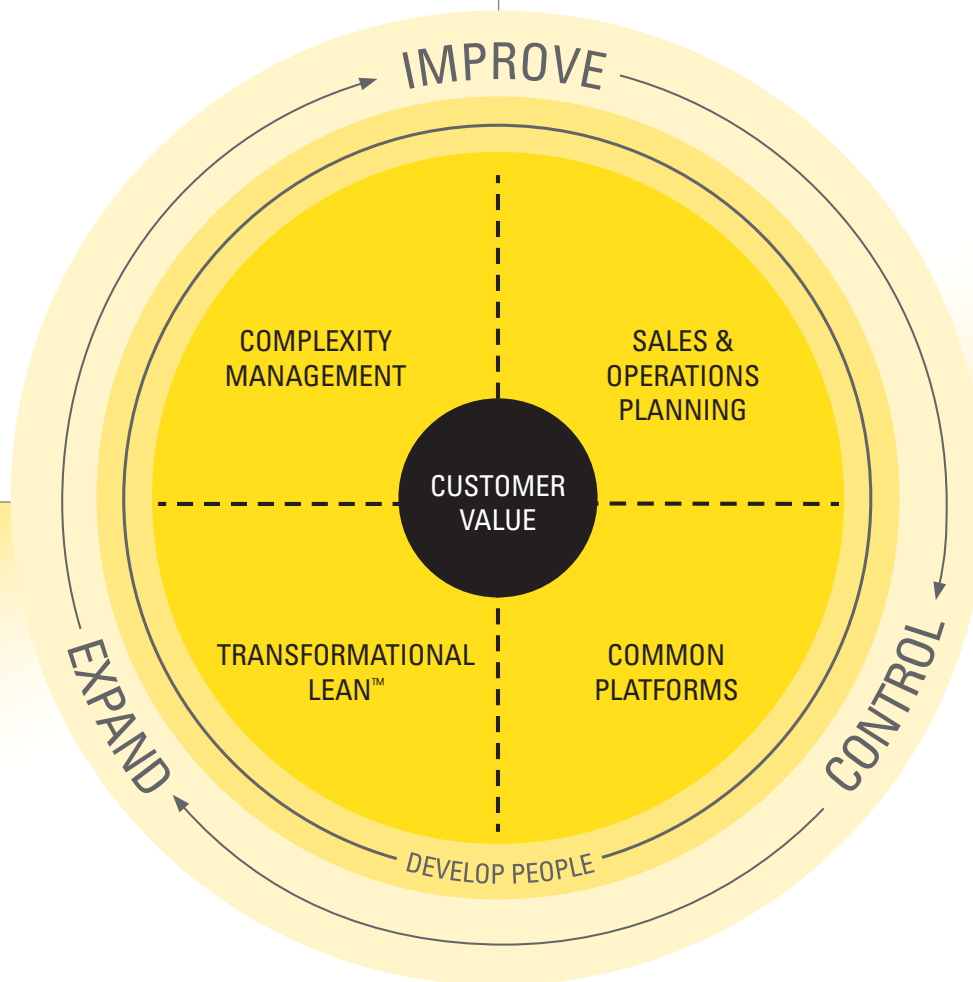 IMPROVE
COMPLEXITY
MANAGEMENT
SALES &
OPERATIONS
PLANNING
CUSTOMER
VALUE
TRANSFORMATIONAL
LEAN™
COMMON
PLATFORMS
EXPAND
CONTROL
DEVELOP PEOPLE